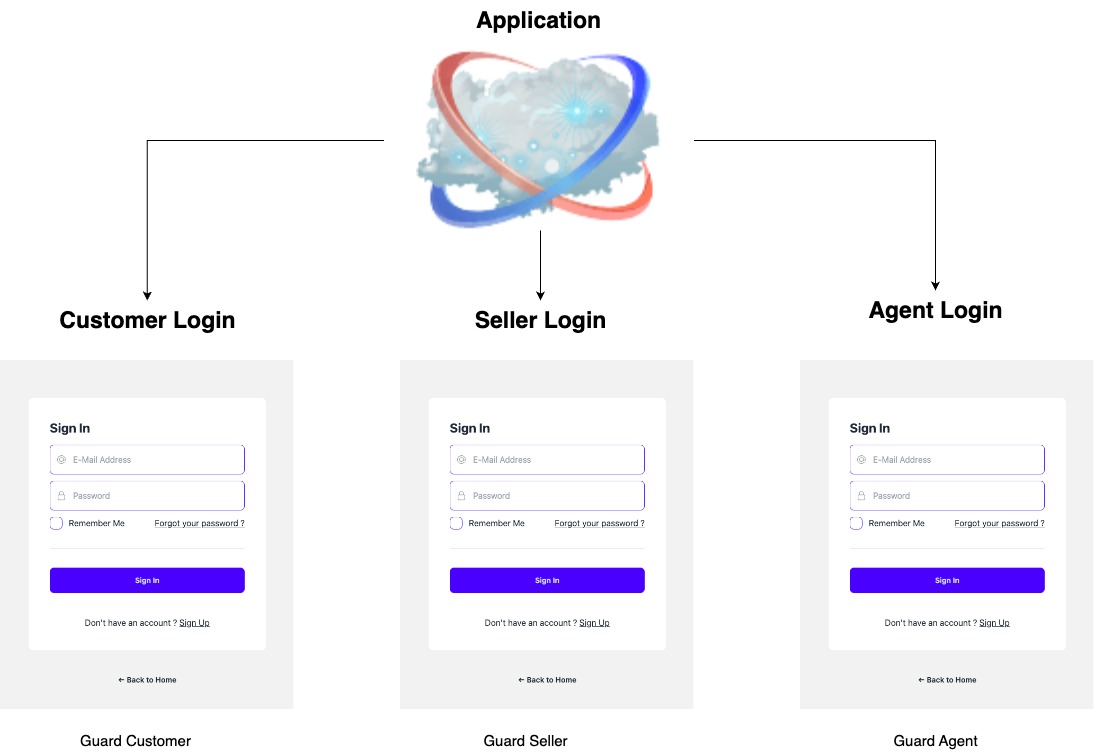 Application
Customer Login
Seller Login
Agent Login
Sign In
E-Mail Address
Password
Remember Me
Forgot your password ?
Sign In
Don't have an account ? Sign Up
← Back to Home
Guard Customer
Sign In
E-Mail Address
Password
Remember Me
Forgot your password ?
Sign In
Don't have an account ? Sign Up
← Back to Home
Guard Seller
Sign In
E-Mail Address
Password
Remember Me
Forgot your password ?
Sign In
Don't have an account ? Sign Up
← Back to Home
Guard Agent